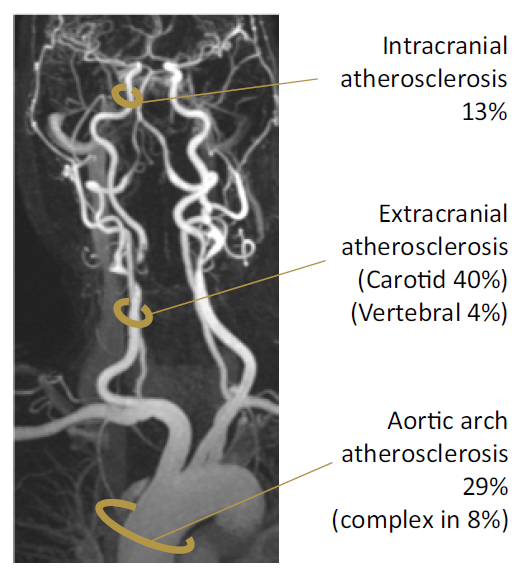 Intracranial
atherosclerosis
13%
Extracranial
atherosclerosis
(Carotid 40%)
(Vertebral 4%)
Aortic arch
atherosclerosis
29%
(complex in 8%)